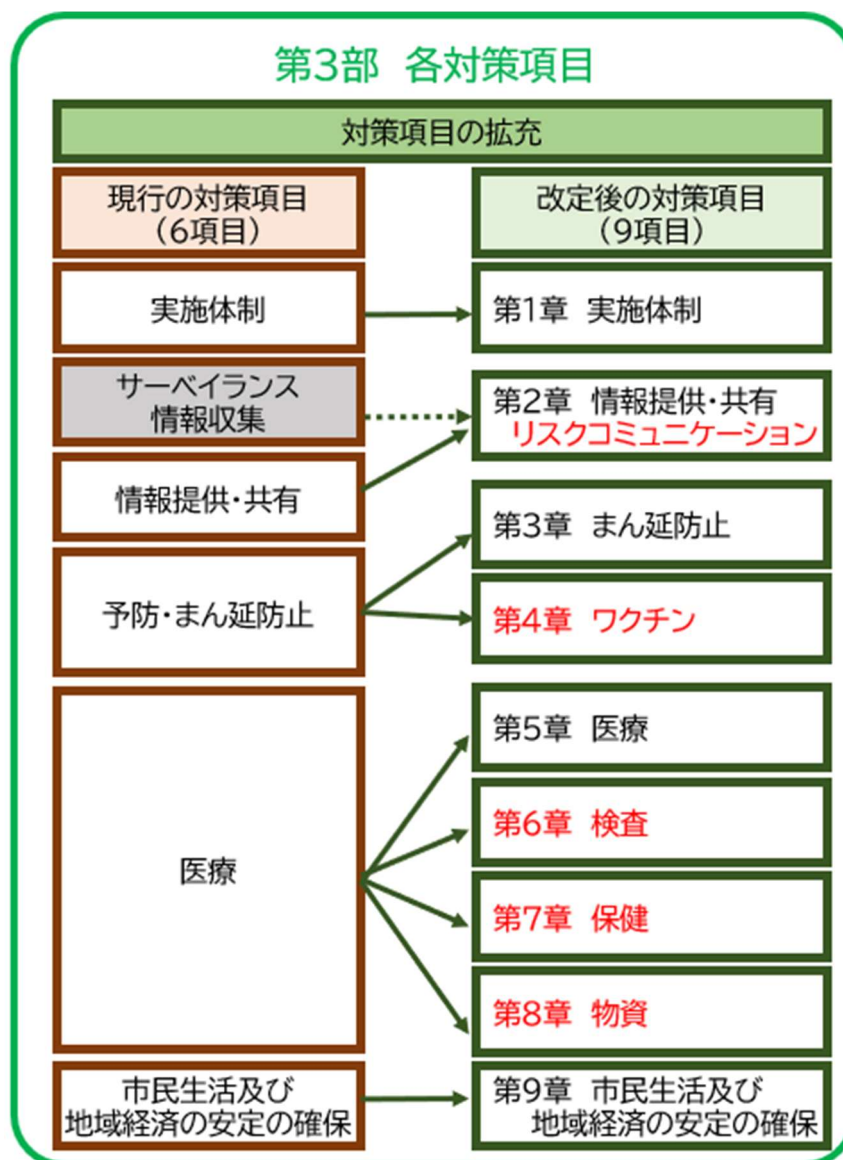 第3部 各対策項目
対策項目の拡充
現行の対策項目
（6項目）
改定後の対策項目
（9項目）
実施体制
第1章 実施体制
サーベイランス
情報収集
第2章 情報提供・共有
リスクコミュニケーション
情報提供・共有
予防・まん延防止
第3章 まん延防止
第4章 ワクチン
医療
第5章 医療
第6章 検査
第7章 保健
第8章 物資
市民生活及び
地域経済の安定の確保
第9章 市民生活及び
地域経済の安定の確保